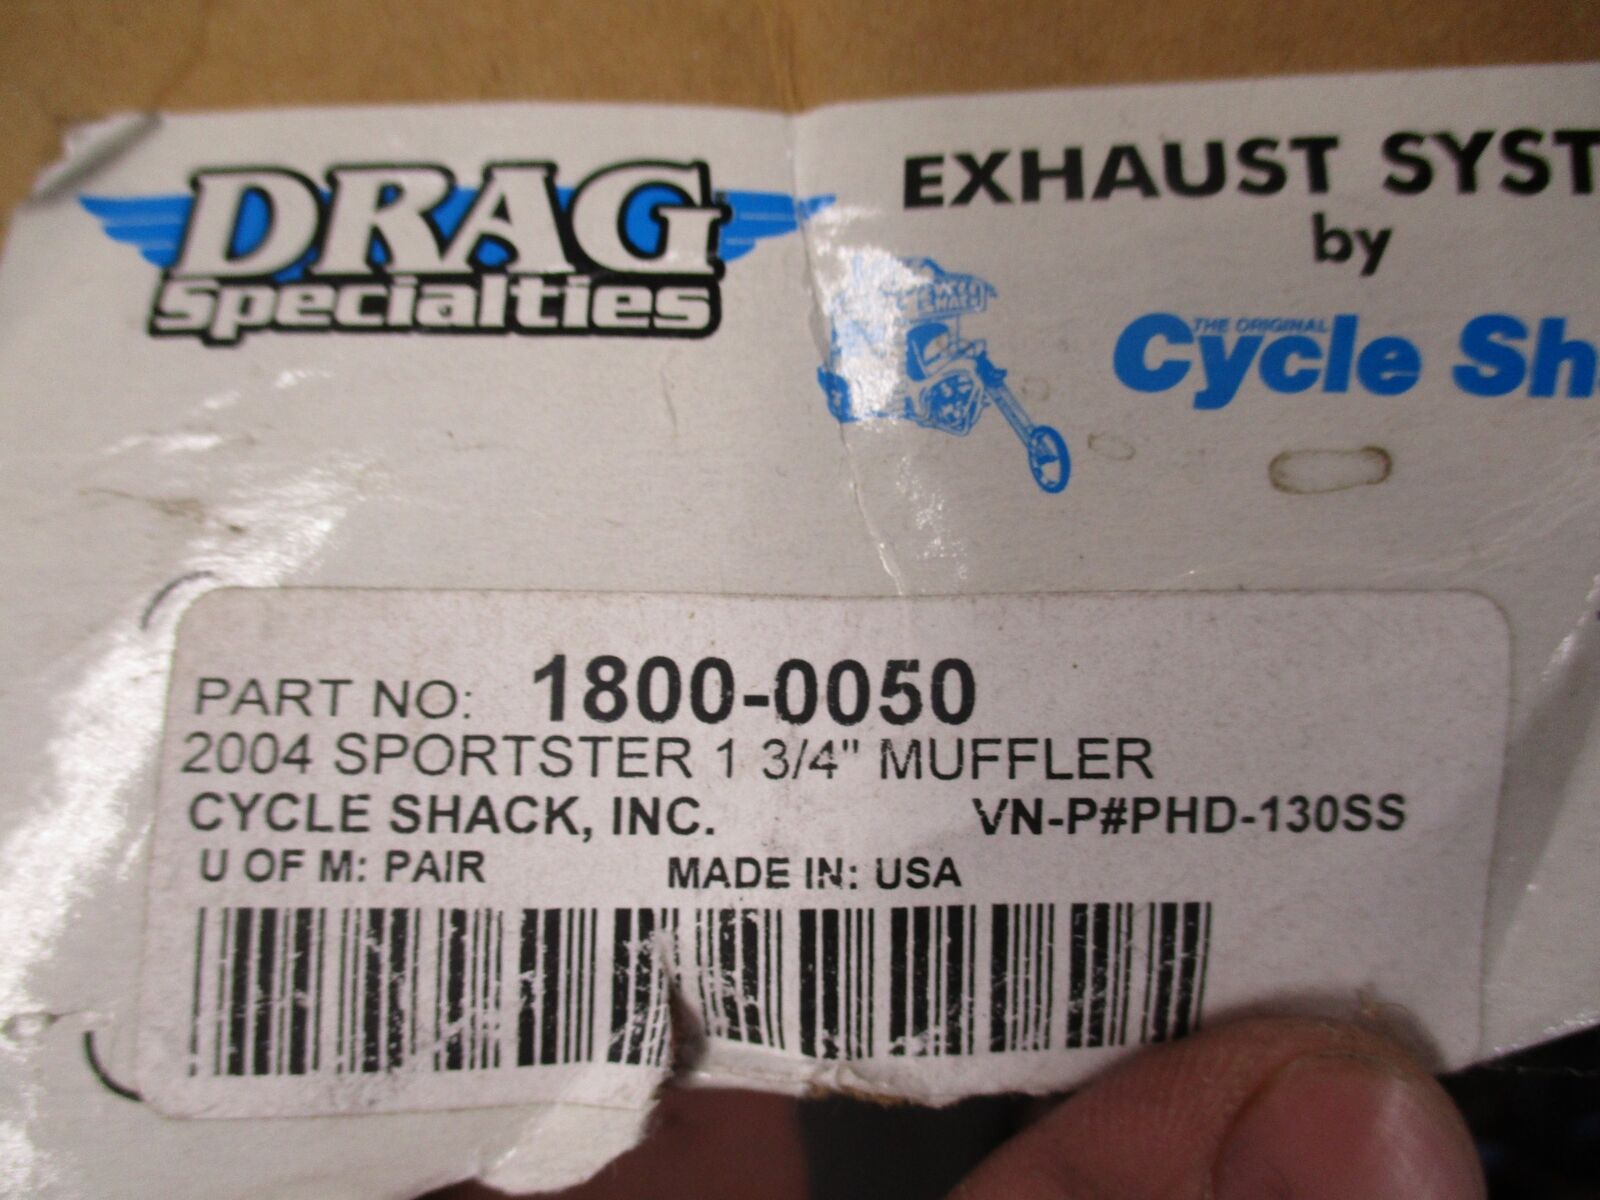 DRAG
Specialties
EXHAUST SYST
by
THE ORIGINAL
Cycle Sh
PART NO: 1800-0050
2004 SPORTSTER 1 3/4" MUFFLER
CYCLE SHACK, INC. VN-P#PHD-130SS
U OF M: PAIR MADE IN: USA